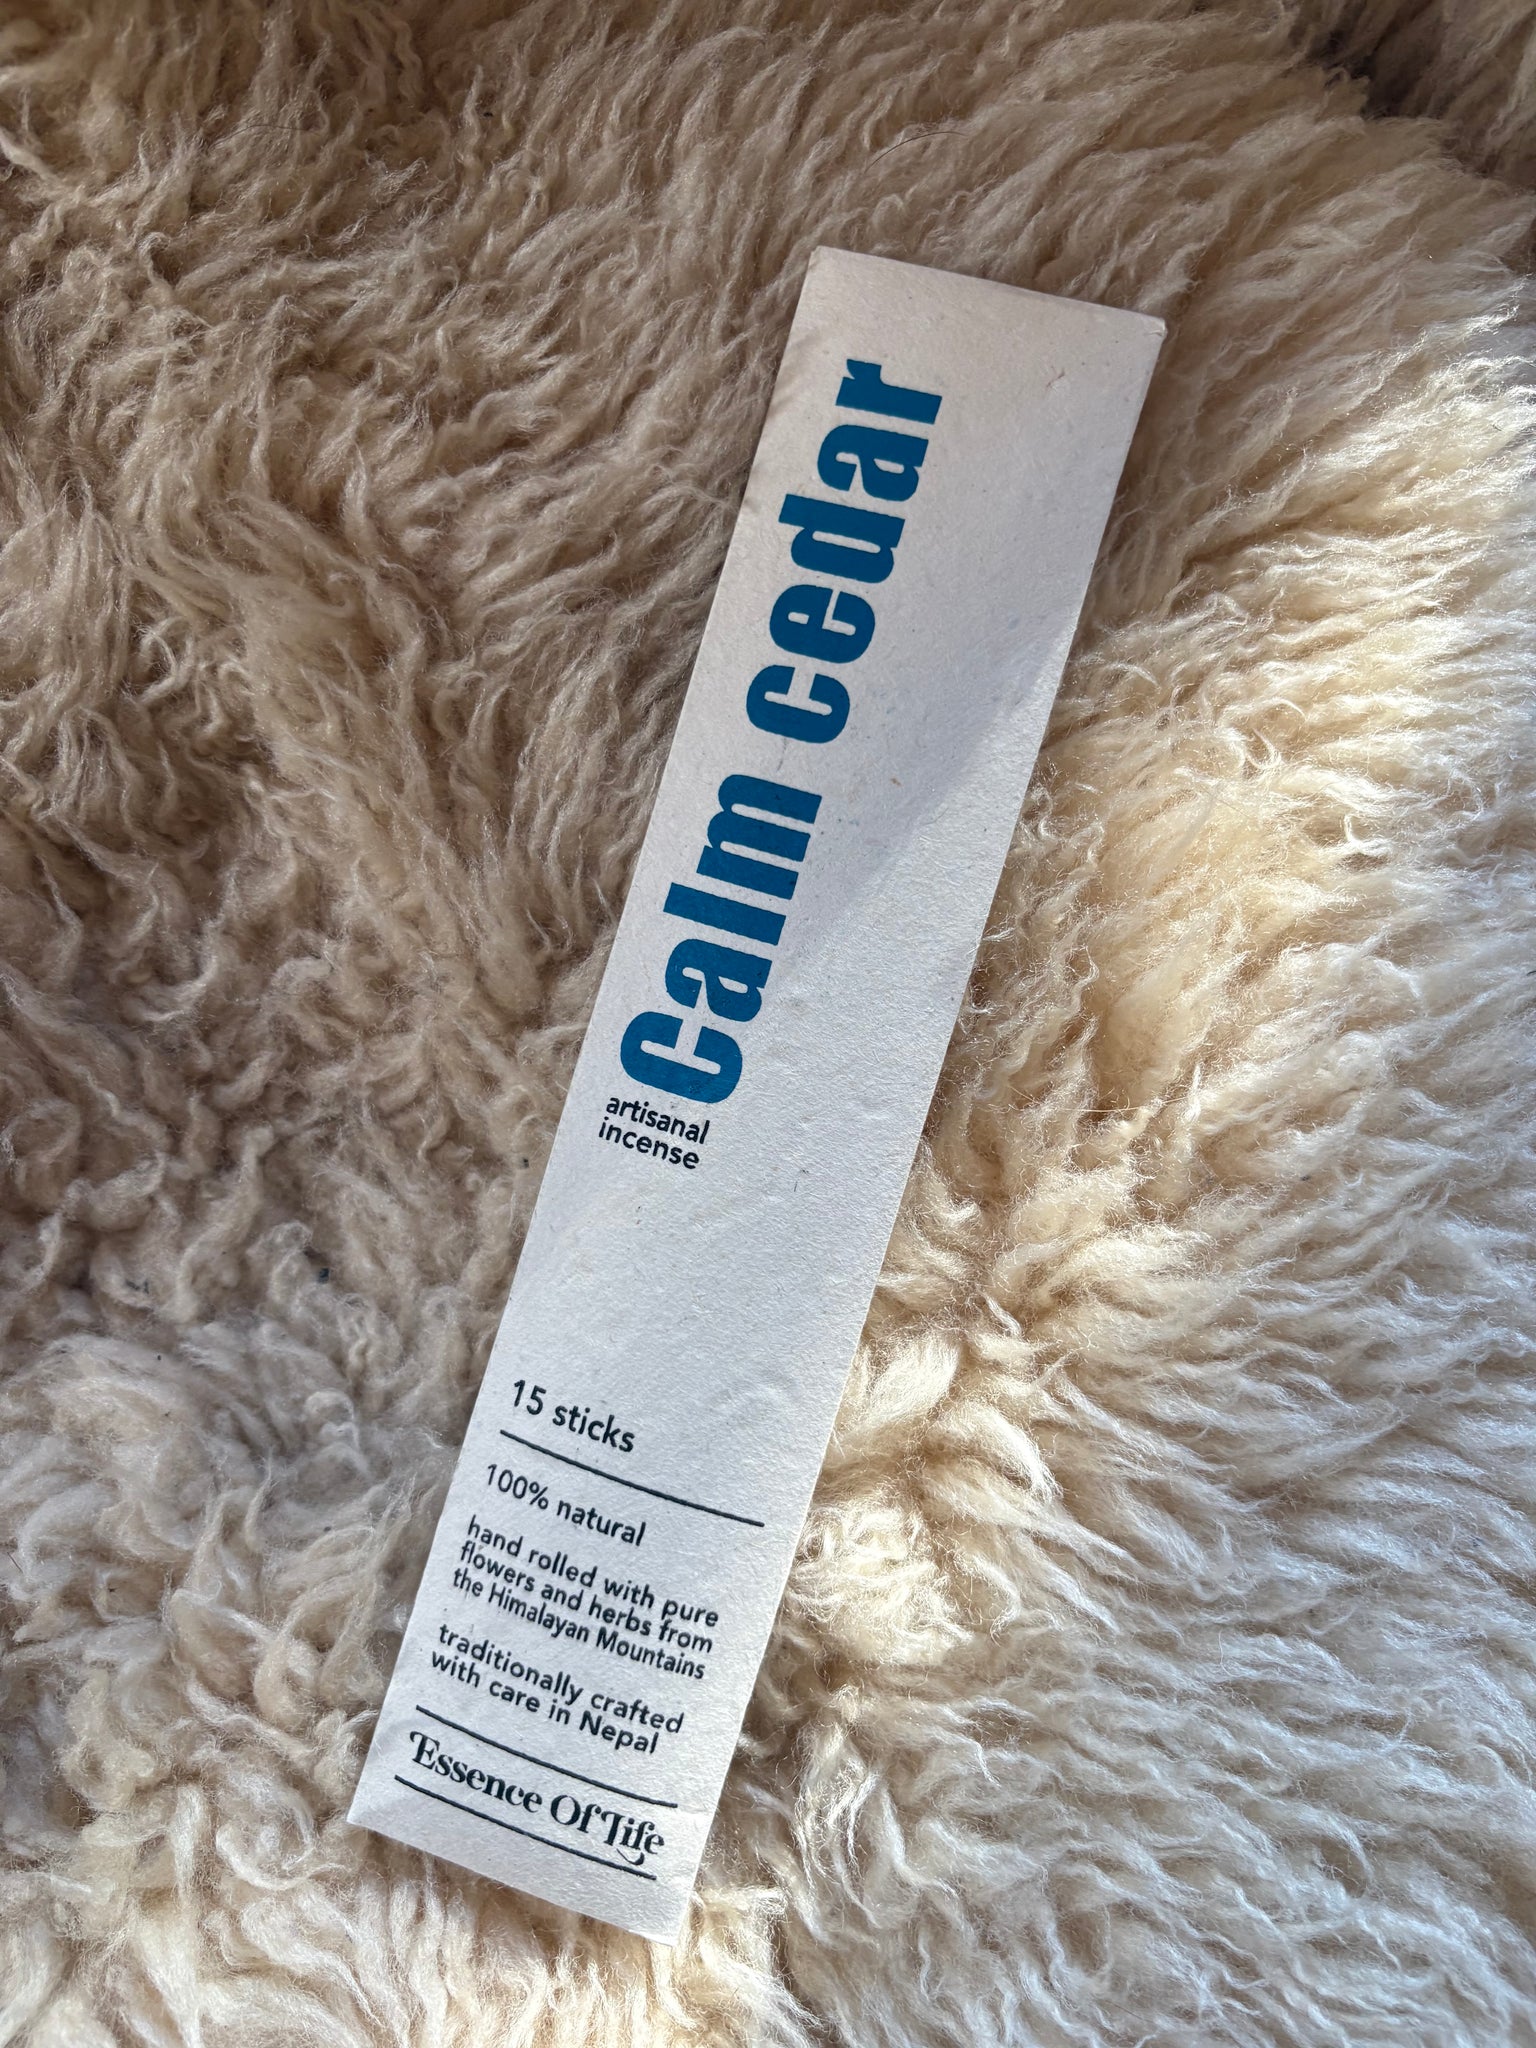 Calm cedar
artisanal
incense
15 sticks
100% natural
hand rolled with pure
flowers and herbs from
the Himalayan Mountains
traditionally crafted
with care in Nepal
Essence Of Life